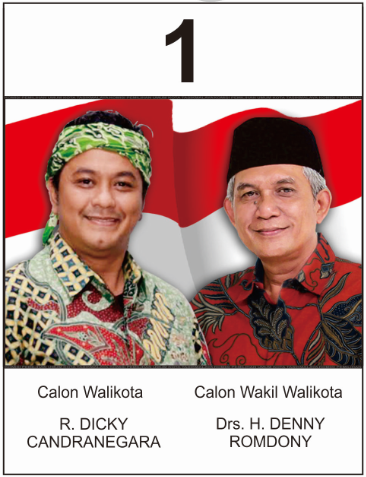 1
Calon Walikota
R. DICKY
CANDRANEGARA
Calon Wakil Walikota
Drs. H. DENNY
ROMDONY